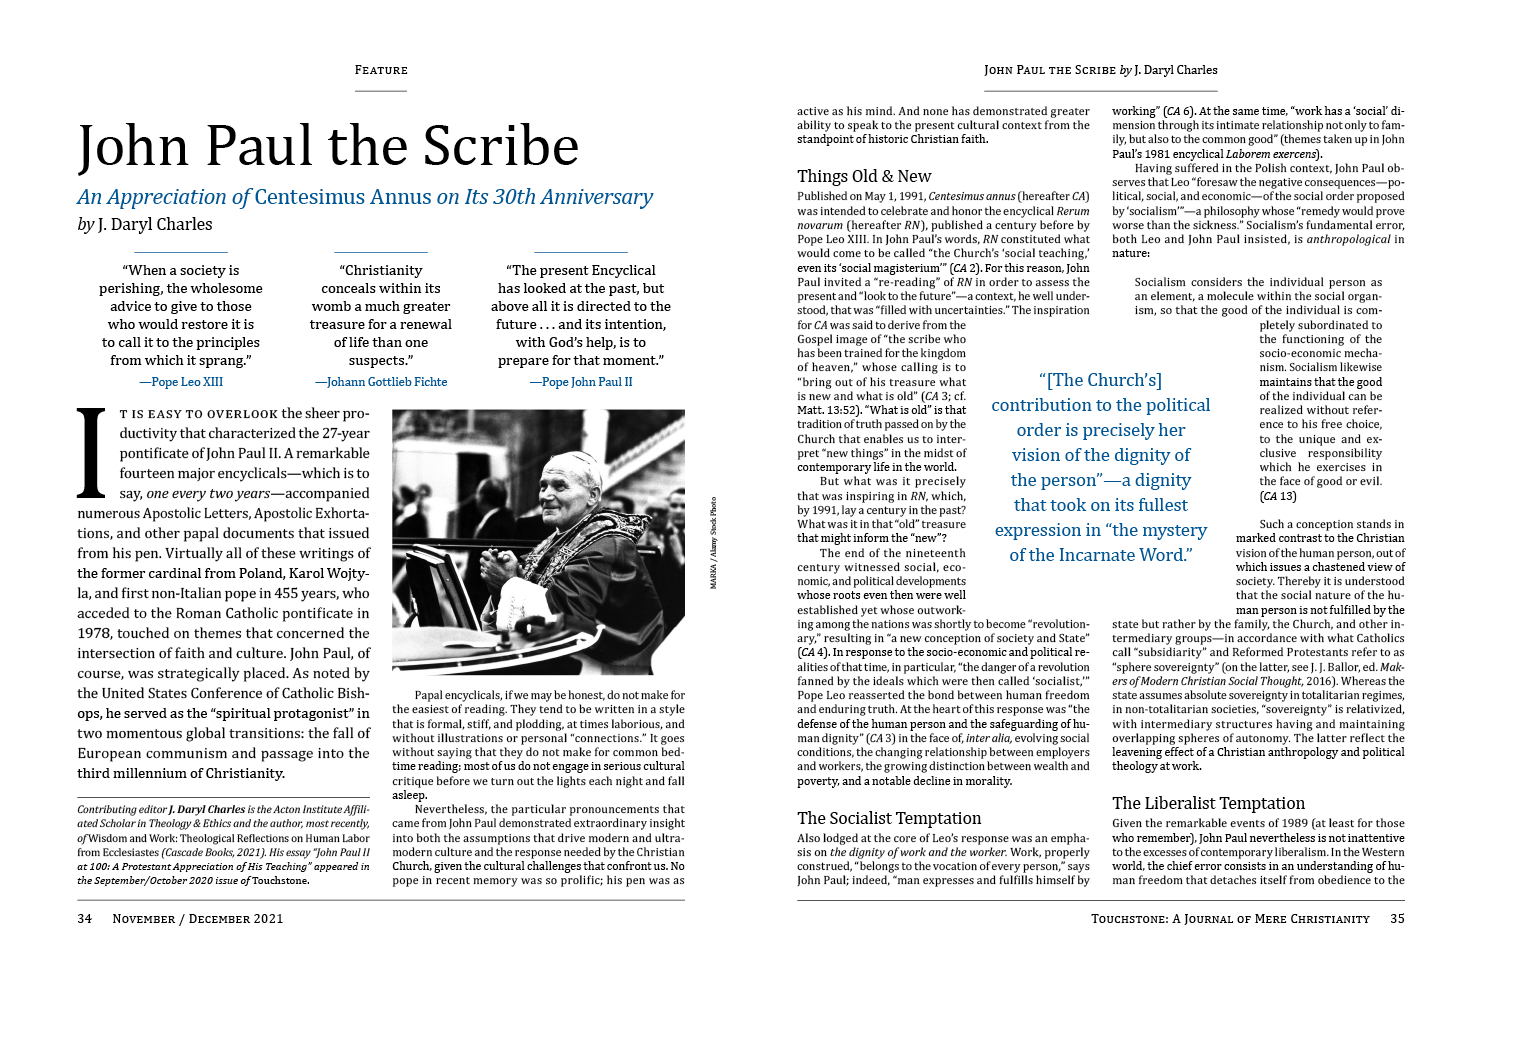 FEATURE
John Paul the Scribe
An Appreciation of Centesimus Annus on Its 30th Anniversary
by J. Daryl Charles
“When a society is
perishing, the wholesome
advice to give to those
who would restore it is
to call it to the principles
from which it sprang.”
—Pope Leo XIII
“Christianity
conceals within its
womb a much greater
treasure for a renewal
of life than one
suspects.”
—Johann Gottlieb Fichte
“The present Encyclical
has looked at the past, but
above all it is directed to the
future . . . and its intention,
with God’s help, is to
prepare for that moment.”
—Pope John Paul II
IT IS EASY TO OVERLOOK the sheer pro-
ductivity that characterized the 27-year
pontificate of John Paul II. A remarkable
fourteen major encyclicals—which is to
say, one every two years—accompanied
numerous Apostolic Letters, Apostolic Exhorta-
tions, and other papal documents that issued
from his pen. Virtually all of these writings of
the former cardinal from Poland, Karol Wojty-
la, and first non-Italian pope in 455 years, who
acceded to the Roman Catholic pontificate in
1978, touched on themes that concerned the
intersection of faith and culture. John Paul, of
course, was strategically placed. As noted by
the United States Conference of Catholic Bish-
ops, he served as the “spiritual protagonist” in
two momentous global transitions: the fall of
European communism and passage into the
third millennium of Christianity.
Contributing editor J. Daryl Charles is the Acton Institute Affili-
ated Scholar in Theology & Ethics and the author, most recently,
of Wisdom and Work: Theological Reflections on Human Labor
from Ecclesiastes (Cascade Books, 2021). His essay “John Paul II
at 100: A Protestant Appreciation of His Teaching” appeared in
the September/October 2020 issue of Touchstone.
MARKA / Alamy Stock Photo
Papal encyclicals, if we may be honest, do not make for
the easiest of reading. They tend to be written in a style
that is formal, stiff, and plodding, at times laborious, and
without illustrations or personal “connections.” It goes
without saying that they do not make for common bed-
time reading; most of us do not engage in serious cultural
critique before we turn out the lights each night and fall
asleep.
Nevertheless, the particular pronouncements that
came from John Paul demonstrated extraordinary insight
into both the assumptions that drive modern and ultra-
modern culture and the response needed by the Christian
Church, given the cultural challenges that confront us. No
pope in recent memory was so prolific; his pen was as
34 NOVEMBER / DECEMBER 2021
JOHN PAUL THE SCRIBE by J. Daryl Charles
active as his mind. And none has demonstrated greater
ability to speak to the present cultural context from the
standpoint of historic Christian faith.
Things Old & New
Published on May 1, 1991, Centesimus annus (hereafter CA)
was intended to celebrate and honor the encyclical Rerum
novarum (hereafter RN), published a century before by
Pope Leo XIII. In John Paul’s words, RN constituted what
would come to be called “the Church’s ‘social teaching,’
even its ‘social magisterium’” (CA 2). For this reason, John
Paul invited a “re-reading” of RN in order to assess the
present and “look to the future”—a context, he well under-
stood, that was “filled with uncertainties.” The inspiration
for CA was said to derive from the
Gospel image of “the scribe who
has been trained for the kingdom
of heaven,” whose calling is to
“bring out of his treasure what
is new and what is old” (CA 3; cf.
Matt. 13:52). “What is old” is that
tradition of truth passed on by the
Church that enables us to inter-
pret “new things” in the midst of
contemporary life in the world.
But what was it precisely
that was inspiring in RN, which,
by 1991, lay a century in the past?
What was it in that “old” treasure
that might inform the “new”?
The end of the nineteenth
century witnessed social, eco-
nomic, and political developments
whose roots even then were well
established yet whose outwork-
ing among the nations was shortly to become “revolution-
ary,” resulting in “a new conception of society and State”
(CA 4). In response to the socio-economic and political re-
alities of that time, in particular, “the danger of a revolution
fanned by the ideals which were then called ‘socialist,’”
Pope Leo reasserted the bond between human freedom
and enduring truth. At the heart of this response was “the
defense of the human person and the safeguarding of hu-
man dignity” (CA 3) in the face of, inter alia, evolving social
conditions, the changing relationship between employers
and workers, the growing distinction between wealth and
poverty, and a notable decline in morality.
The Socialist Temptation
Also lodged at the core of Leo’s response was an empha-
sis on the dignity of work and the worker. Work, properly
construed, “belongs to the vocation of every person,” says
John Paul; indeed, “man expresses and fulfills himself by
“[The Church’s]
contribution to the political
order is precisely her
vision of the dignity of
the person”—a dignity
that took on its fullest
expression in “the mystery
of the Incarnate Word.”
working” (CA 6). At the same time, “work has a ‘social’ di-
mension through its intimate relationship not only to fam-
ily, but also to the common good” (themes taken up in John
Paul’s 1981 encyclical Laborem exercens).
Having suffered in the Polish context, John Paul ob-
serves that Leo “foresaw the negative consequences—po-
litical, social, and economic—of the social order proposed
by ‘socialism’”—a philosophy whose “remedy would prove
worse than the sickness.” Socialism’s fundamental error,
both Leo and John Paul insisted, is anthropological in
nature:
Socialism considers the individual person as
an element, a molecule within the social organ-
ism, so that the good of the individual is com-
pletely subordinated to
the functioning of the
socio-economic mecha-
nism. Socialism likewise
maintains that the good
of the individual can be
realized without refer-
ence to his free choice,
to the unique and ex-
clusive responsibility
which he exercises in
the face of good or evil.
(CA 13)
Such a conception stands in
marked contrast to the Christian
vision of the human person, out of
which issues a chastened view of
society. Thereby it is understood
that the social nature of the hu-
man person is not fulfilled by the
state but rather by the family, the Church, and other in-
termediary groups—in accordance with what Catholics
call “subsidiarity” and Reformed Protestants refer to as
“sphere sovereignty” (on the latter, see J. J. Ballor, ed. Mak-
ers of Modern Christian Social Thought, 2016). Whereas the
state assumes absolute sovereignty in totalitarian regimes,
in non-totalitarian societies, “sovereignty” is relativized,
with intermediary structures having and maintaining
overlapping spheres of autonomy. The latter reflect the
leavening effect of a Christian anthropology and political
theology at work.
The Liberalist Temptation
Given the remarkable events of 1989 (at least for those
who remember), John Paul nevertheless is not inattentive
to the excesses of contemporary liberalism. In the Western
world, the chief error consists in an understanding of hu-
man freedom that detaches itself from obedience to the
TOUCHSTONE: A JOURNAL OF MERE CHRISTIANITY 35